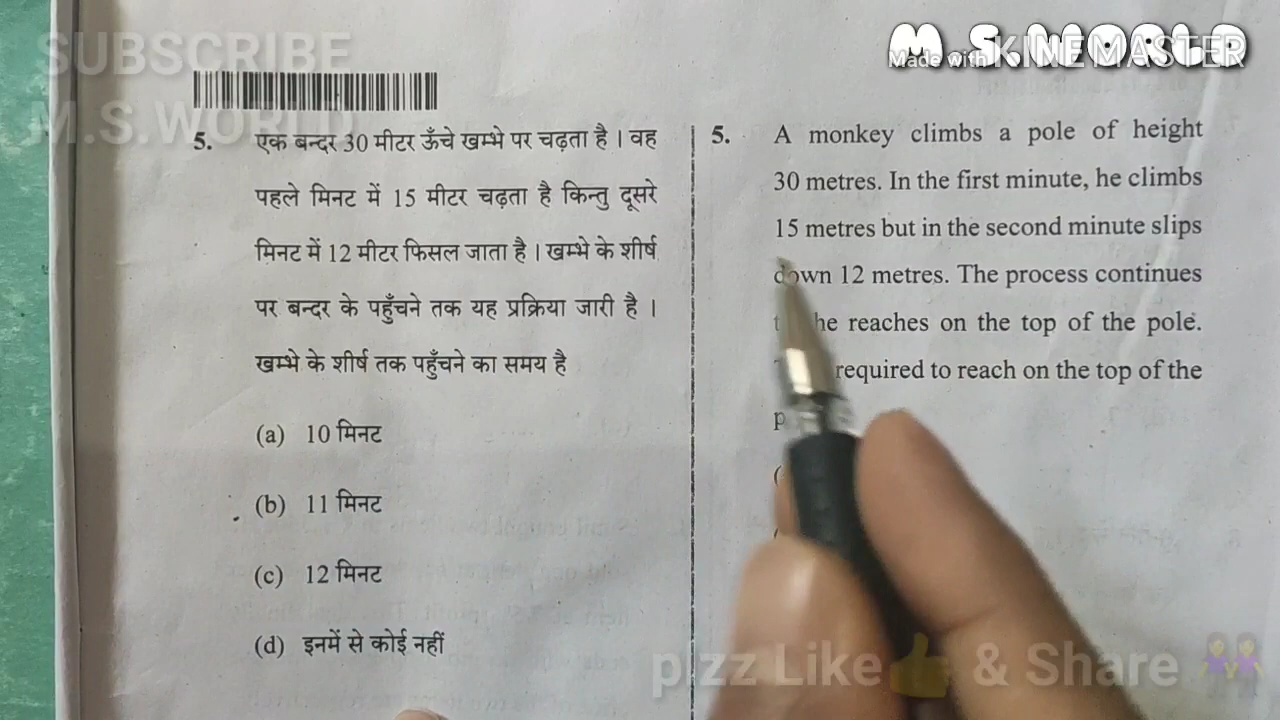 SUBSCRIBE
M.S.WORLD
M.S.WORLD
Made with KINEMASTER
5. एक बन्दर 30 मीटर ऊँचे खम्भे पर चढ़ता है । वह
पहले मिनट में 15 मीटर चढ़ता है किन्तु दूसरे
मिनट में 12 मीटर फिसल जाता है । खम्भे के शीर्ष
पर बन्दर के पहुँचने तक यह प्रक्रिया जारी है ।
खम्भे के शीर्ष तक पहुँचने का समय है
(a) 10 मिनट
(b) 11 मिनट
(c) 12 मिनट
(d) इनमें से कोई नहीं
5. A monkey climbs a pole of height
30 metres. In the first minute, he climbs
15 metres but in the second minute slips
down 12 metres. The process continues
he reaches on the top of the pole.
required to reach on the top of the
pizz Like & Share